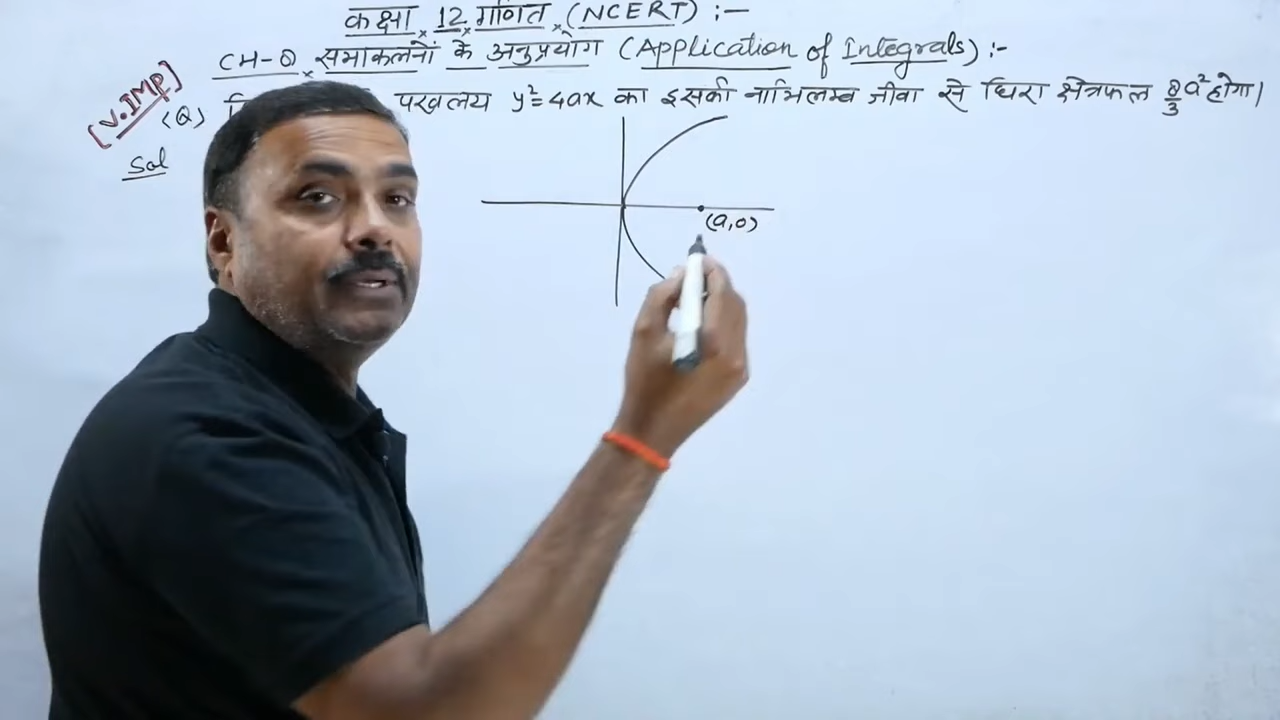 कक्षा × 12 × गणित × (NCERT) :—
CH-8 × समाकलनों के अनुप्रयोग (Application of Integrals) :-
[V.IMP]
(Q) परवलय y² = 4ax का इसकी नाभिलम्ब जीवा से घिरा क्षेत्रफल 8/3 a² होगा।
Sol
(a,0)